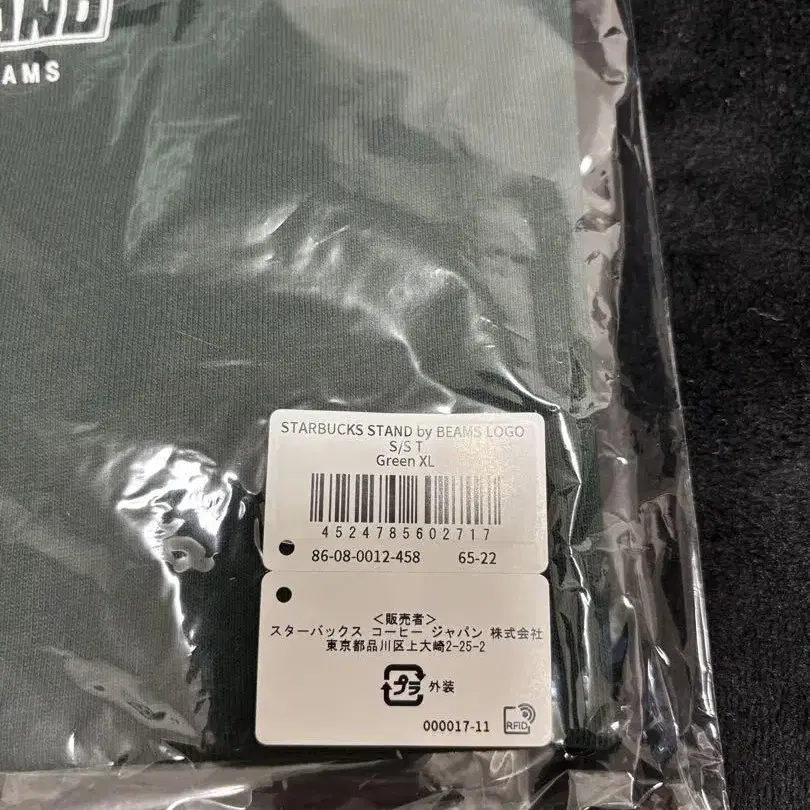 AND
AMS
STARBUCKS STAND by BEAMS LOGO
S/S T
Green XL
4524785602717
86-08-0012-458 65-22
＜販売者＞
スターバックス コーヒー ジャパン 株式会社
東京都品川区上大崎2-25-2
プラ 外装
000017-11 RFID